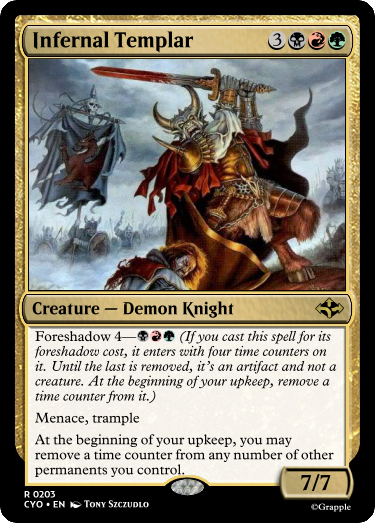 Infernal Templar 3
Creature — Demon Knight
Foreshadow 4— (If you cast this spell for its
foreshadow cost, it enters with four time counters on
it. Until the last is removed, it's an artifact and not a
creature. At the beginning of your upkeep, remove a
time counter from it.)
Menace, trample
At the beginning of your upkeep, you may
remove a time counter from any number of other
permanents you control.
7/7
R 0203
CYO • EN Tony Szczudlo
©Grapple